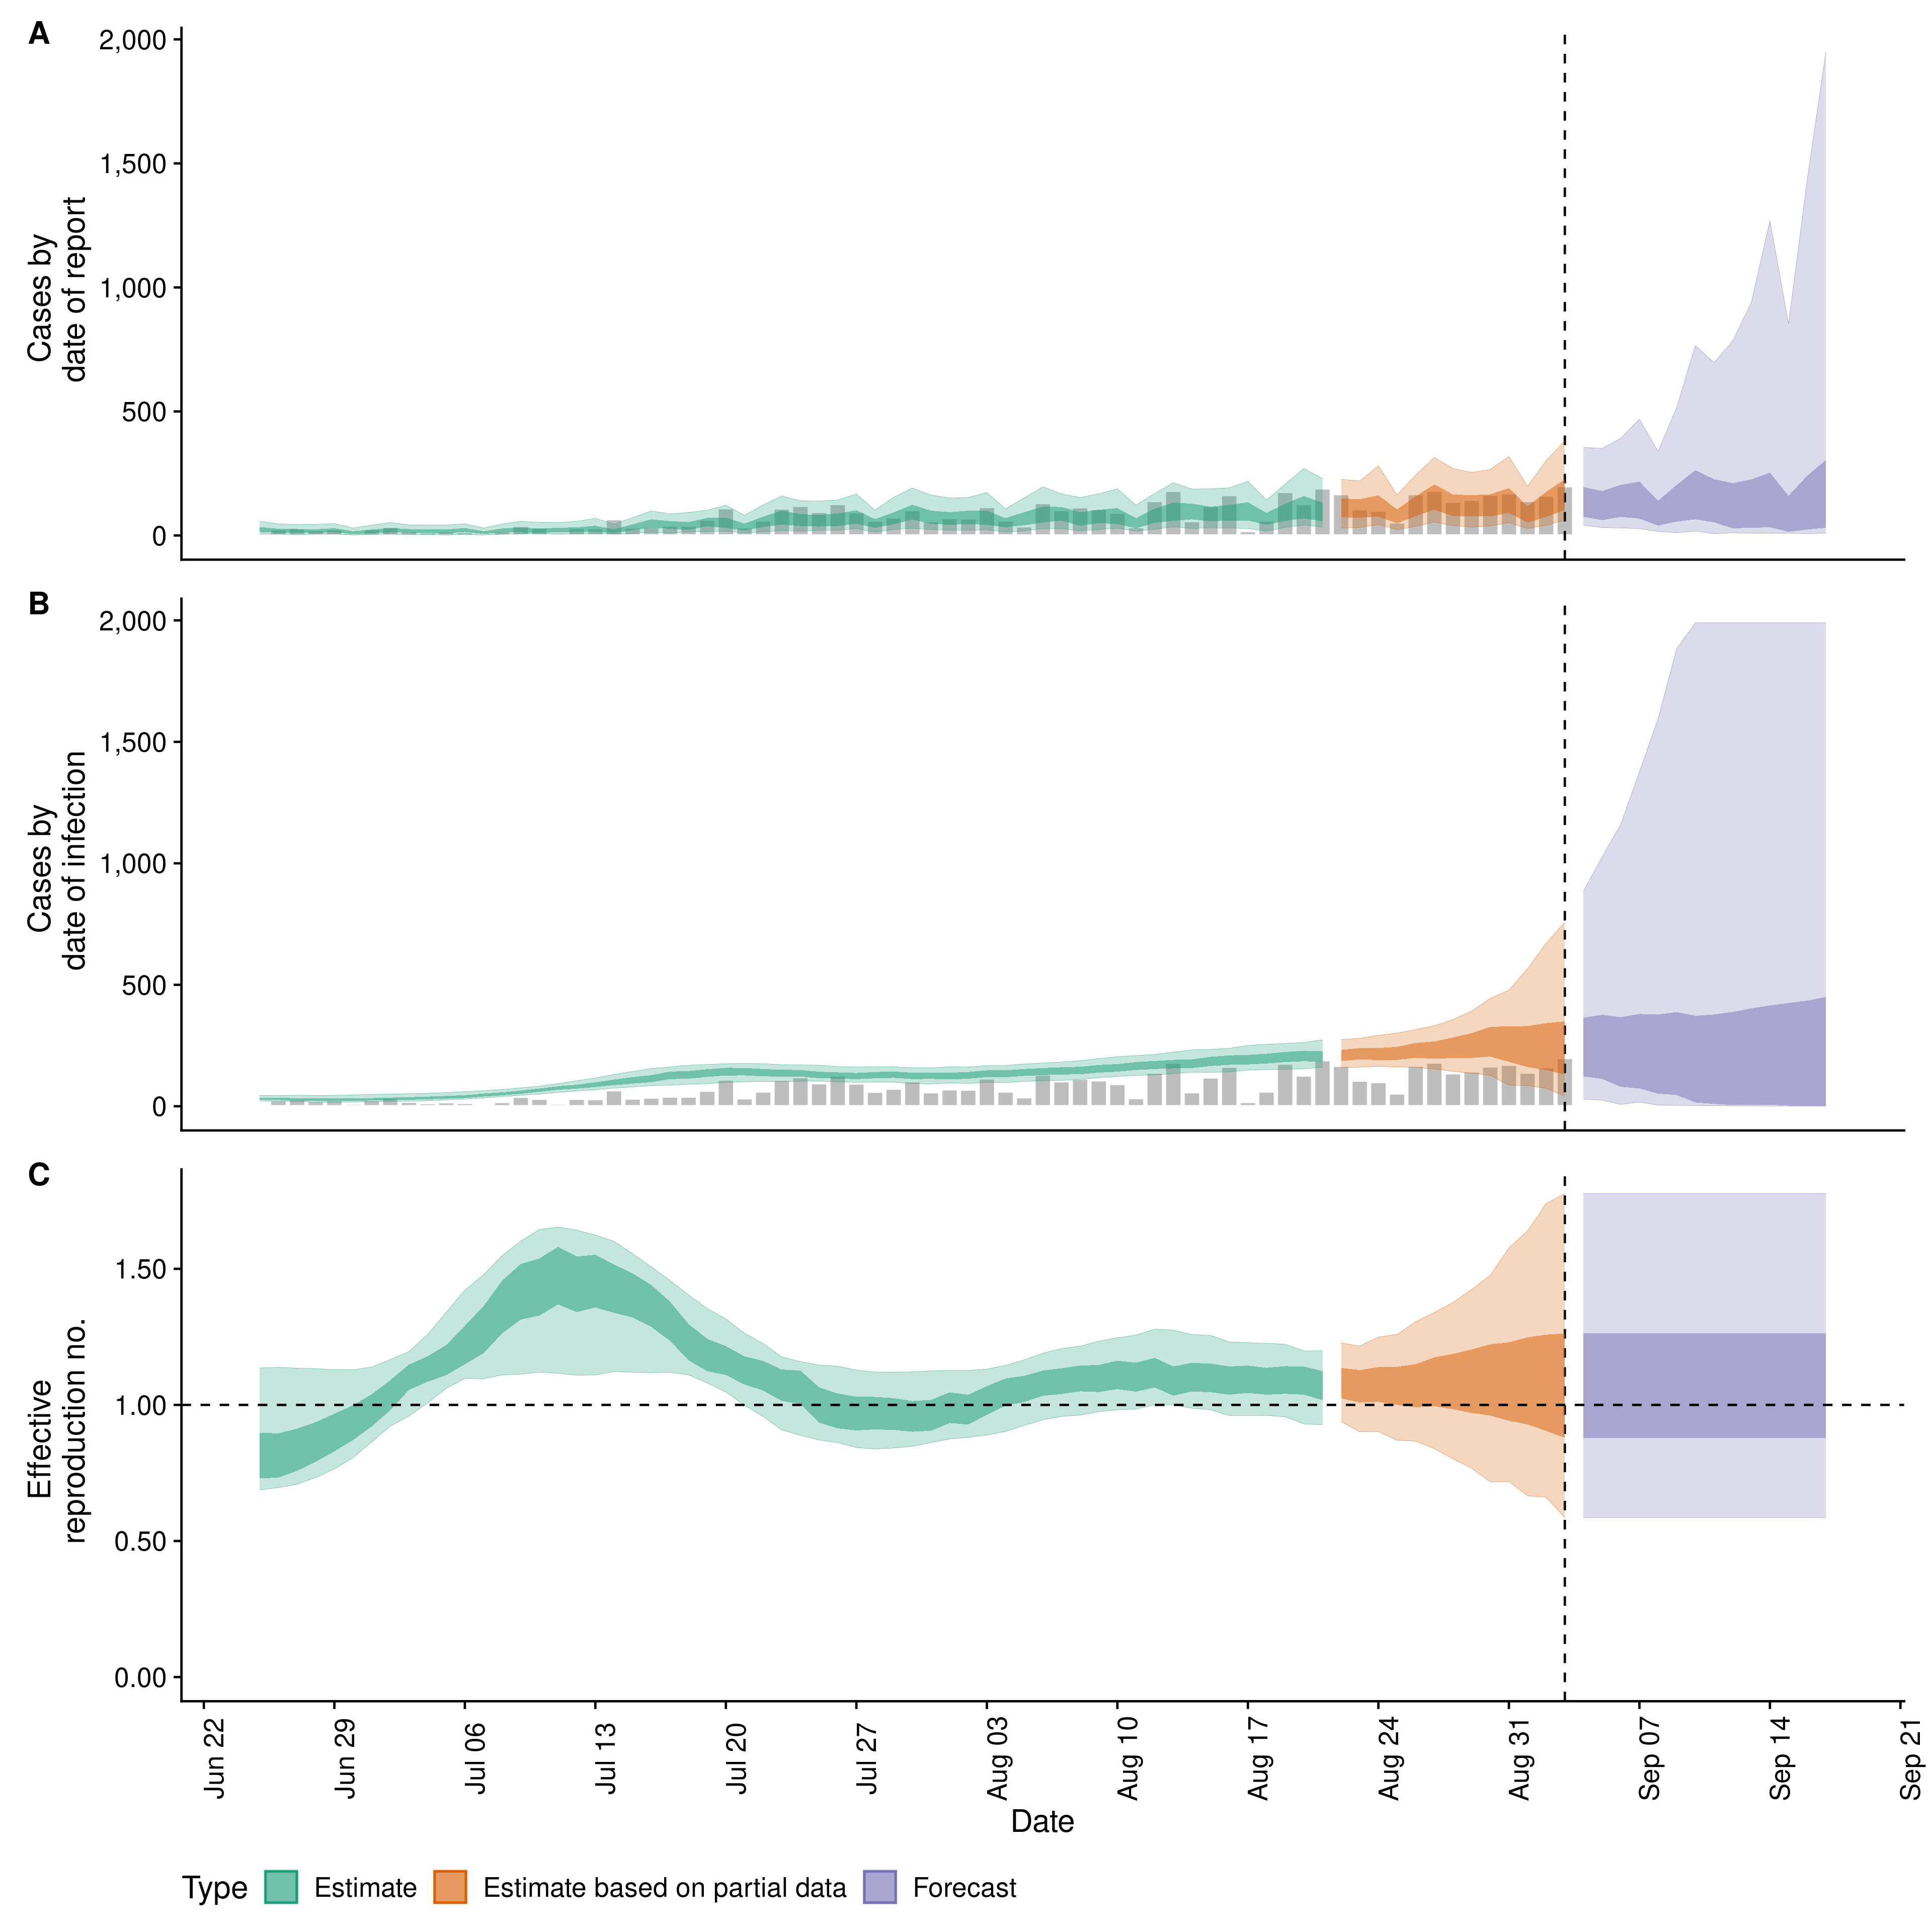 A
2,000
1,500
1,000
500
0
Cases by
date of report
B
2,000
1,500
1,000
500
0
Cases by
date of infection
C
1.50
1.00
0.50
0.00
Effective
reproduction no.
Jun 22
Jun 29
Jul 06
Jul 13
Jul 20
Jul 27
Aug 03
Aug 10
Aug 17
Aug 24
Aug 31
Sep 07
Sep 14
Sep 21
Date
Type Estimate Estimate based on partial data Forecast